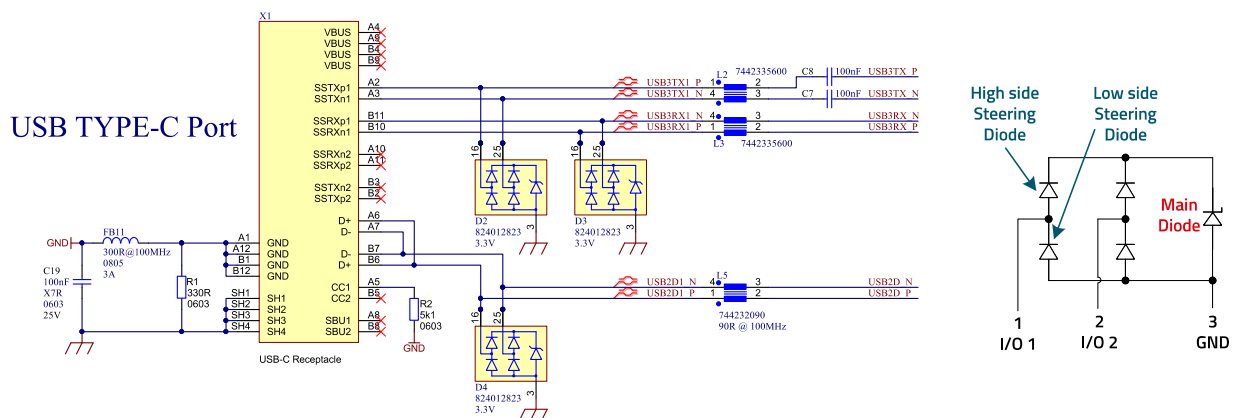 USB TYPE-C Port
X1
VBUS A4
VBUS A9
VBUS B4
VBUS B9
SSTXp1 A2
SSTXn1 A3
SSRXp1 B11
SSRXn1 B10
SSRXn2 A10
SSRXp2 A11
SSTXn2 B3
SSTXp2 B2
D+ A6
D- A7
D- B7
D+ B6
CC1 A5
CC2 B5
SBU1 A8
SBU2 B8
A1 GND
A12 GND
B1 GND
B12 GND
SH1 SH1
SH2 SH2
SH3 SH3
SH4 SH4
USB-C Receptacle
GND
FB11
300R@100MHz
0805
3A
C19
100nF
X7R
0603
25V
R1
330R
0603
R2
5k1
0603
GND
USB3TX1_P 1 L2 7442335600 2 C8 100nF USB3TX_P
USB3TX1_N 4 3 C7 100nF USB3TX_N
USB3RX1_N 4 3 USB3RX_N
USB3RX1_P 1 2 USB3RX_P
L3 7442335600
16 25
D2
824012823
3.3V
3
16 25
D3
824012823
3.3V
3
L5
USB2D1_N 4 3 USB2D_N
USB2D1_P 1 2 USB2D_P
744232090
90R @ 100MHz
16 25
D4
824012823
3.3V
3
High side
Steering
Diode
Low side
Steering
Diode
Main
Diode
1
I/O 1
2
I/O 2
3
GND